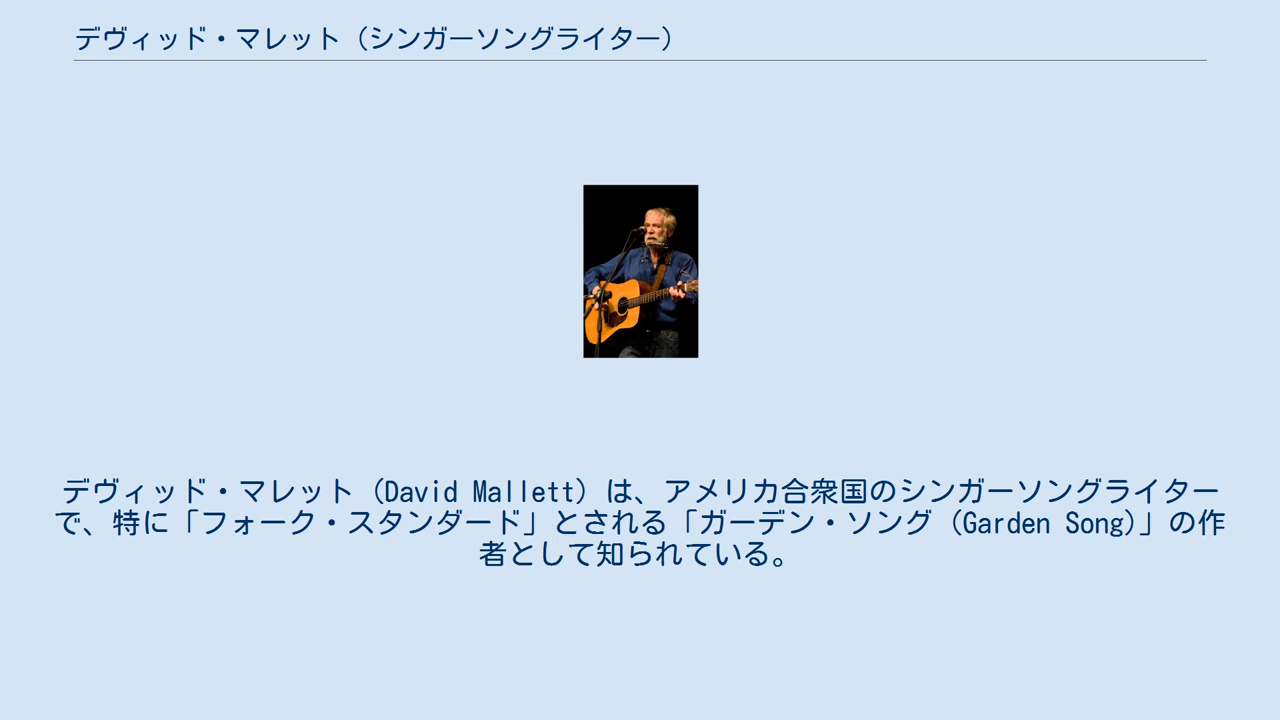 デヴィッド・マレット（シンガーソングライター）
デヴィッド・マレット（David Mallett）は、アメリカ合衆国のシンガーソングライター
で、特に「フォーク・スタンダード」とされる「ガーデン・ソング（Garden Song)」の作
者として知られている。